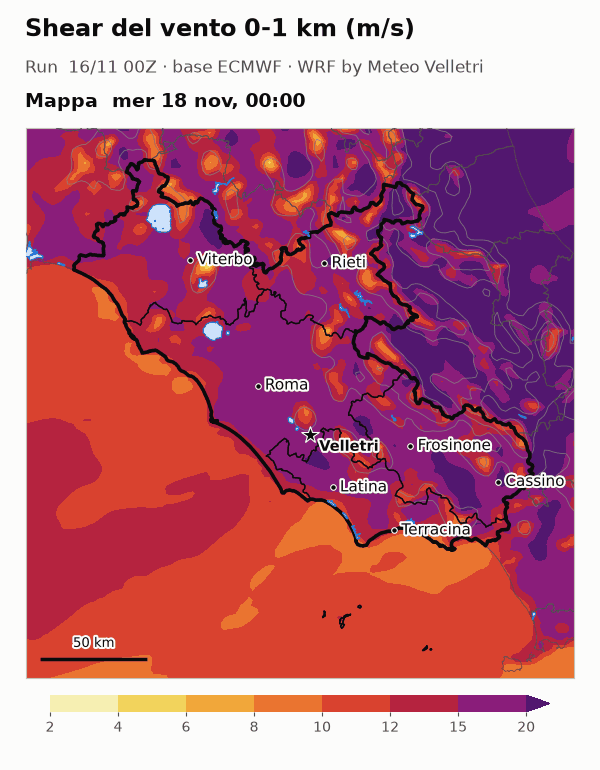 Shear del vento 0-1 km (m/s)
Run 16/11 00Z · base ECMWF · WRF by Meteo Velletri
Mappa mer 18 nov, 00:00
Viterbo
Rieti
Roma
Velletri
Frosinone
Cassino
Latina
Terracina
50 km
2 4 6 8 10 12 15 20